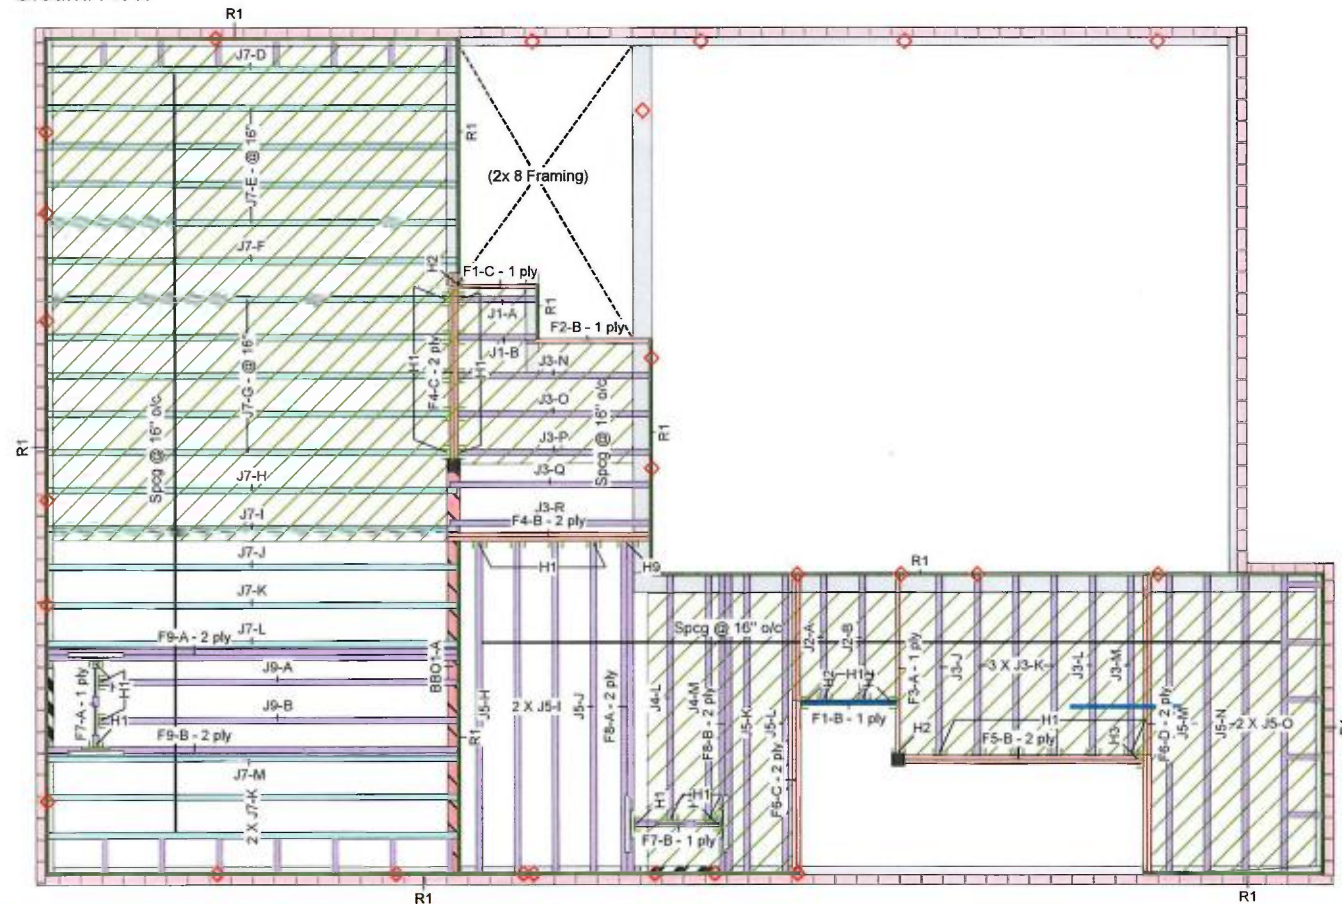 R1
J7-D
J7-E - @ 16"
R1
(2x 8 Framing)
J7-F
H2
F1-C - 1 ply
J1-A
R1
F2-B - 1 ply
J1-B
J3-N
J7-G - @ 16"
H1
F4-C - 2 ply
H1
J3-O
Spcg @ 16" o/c
Spcg @ 16" o/c
J3-P
R1
R1
J7-H
J3-Q
J7-I
J3-R
F4-B - 2 ply
J7-J
H1
H9
R1
J7-K
J7-L
F9-A - 2 ply
Spcg @ 16" o/c
J2-A
J2-B
J9-A
BBO1-A
F7-A - 1 ply
H1
H1
J9-B
F9-B - 2 ply
J7-M
2 X J7-K
J5-H
R1
2 X J5-I
J5-J
F8-A - 2 ply
J4-L
J4-M
F8-B - 2 ply
J5-K
J5-L
F6-C - 2 ply
H2
H1
F1-B - 1 ply
F3-A - 1 ply
J3-J
3 X J3-K
J3-L
J3-M
H2
H1
F5-B - 2 ply
H3
F6-D - 2 ply
J5-M
J5-N
2 X J5-O
H1
H1
F7-B - 1 ply
R1
R1